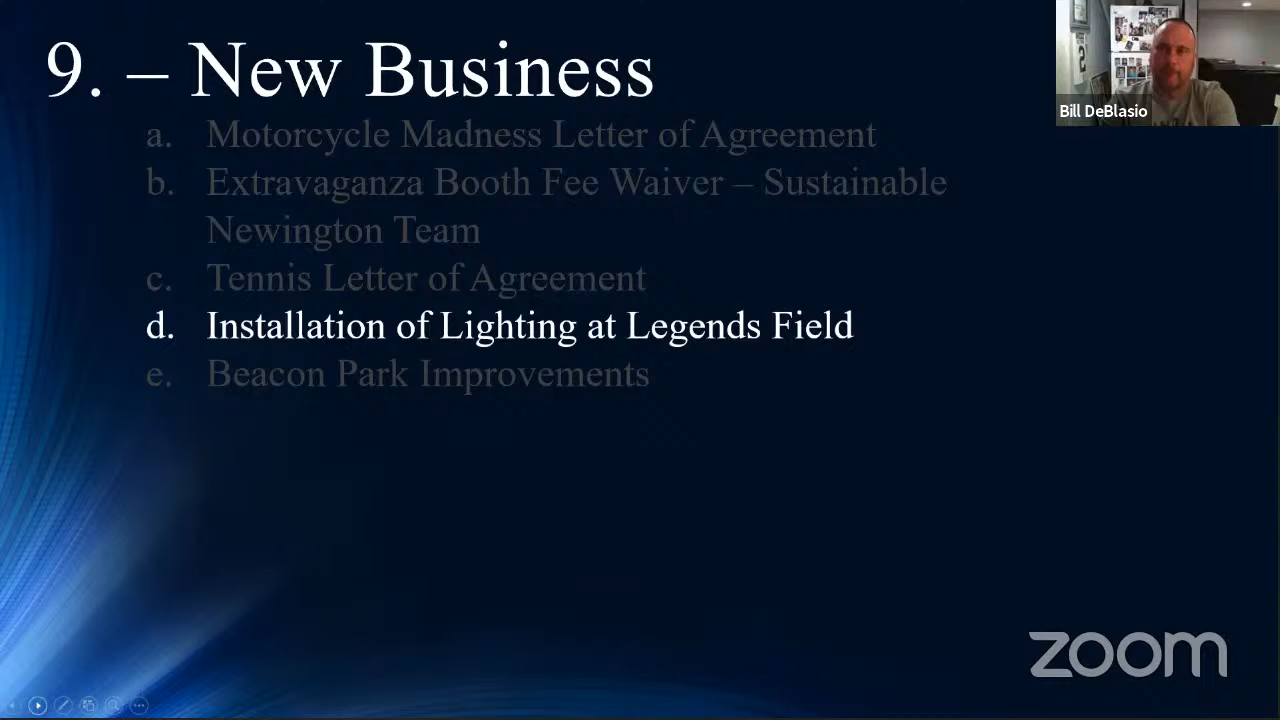 9. – New Business
Bill DeBlasio
a. Motorcycle Madness Letter of Agreement
b. Extravaganza Booth Fee Waiver – Sustainable
Newington Team
c. Tennis Letter of Agreement
d. Installation of Lighting at Legends Field
e. Beacon Park Improvements
zoom